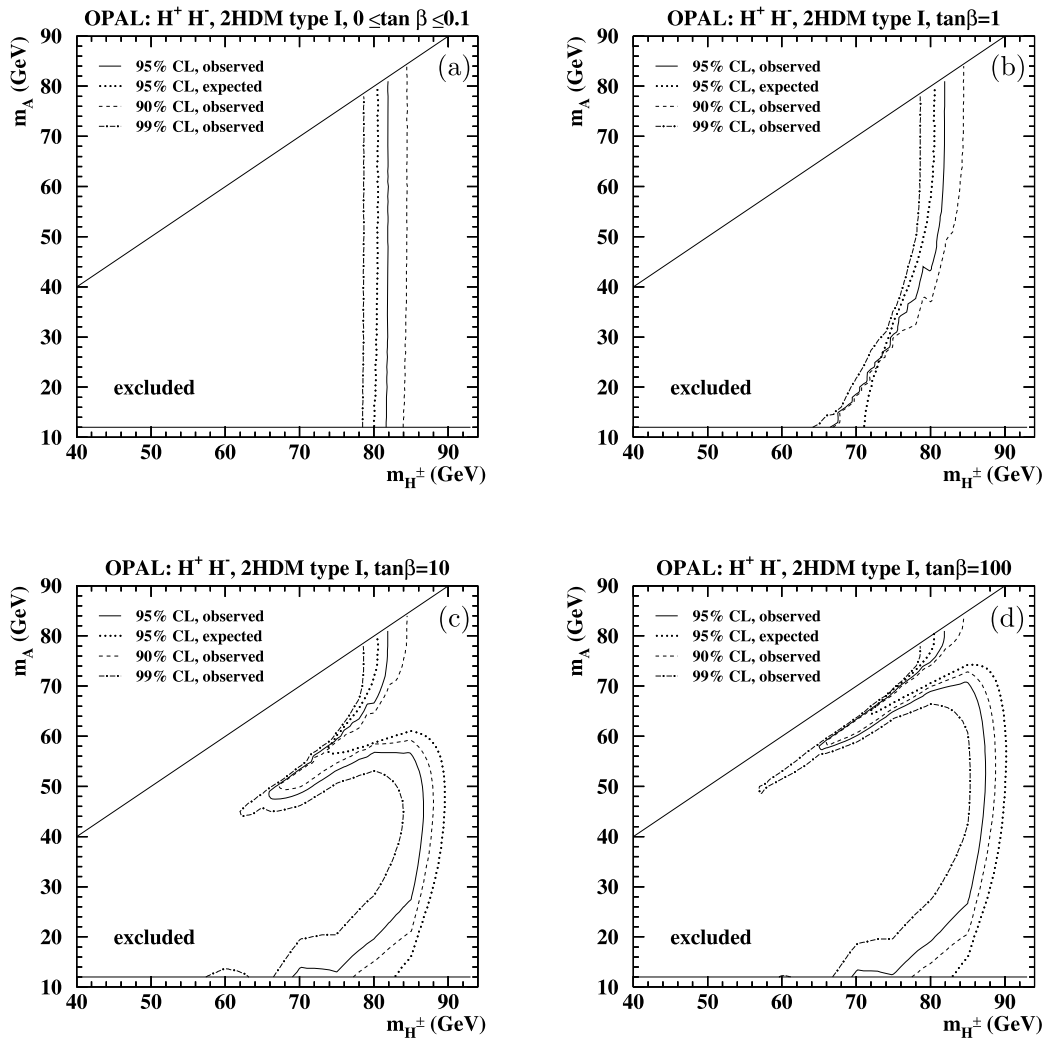 OPAL: H⁺ H⁻, 2HDM type I, 0 ≤tan β ≤0.1
m_A (GeV)
90
80
70
60
50
40
30
20
10
95% CL, observed
95% CL, expected
90% CL, observed
99% CL, observed
(a)
excluded
40 50 60 70 80 90
m_H± (GeV)
OPAL: H⁺ H⁻, 2HDM type I, tanβ=1
m_A (GeV)
90
80
70
60
50
40
30
20
10
95% CL, observed
95% CL, expected
90% CL, observed
99% CL, observed
(b)
excluded
40 50 60 70 80 90
m_H± (GeV)
OPAL: H⁺ H⁻, 2HDM type I, tanβ=10
m_A (GeV)
90
80
70
60
50
40
30
20
10
95% CL, observed
95% CL, expected
90% CL, observed
99% CL, observed
(c)
excluded
40 50 60 70 80 90
m_H± (GeV)
OPAL: H⁺ H⁻, 2HDM type I, tanβ=100
m_A (GeV)
90
80
70
60
50
40
30
20
10
95% CL, observed
95% CL, expected
90% CL, observed
99% CL, observed
(d)
excluded
40 50 60 70 80 90
m_H± (GeV)